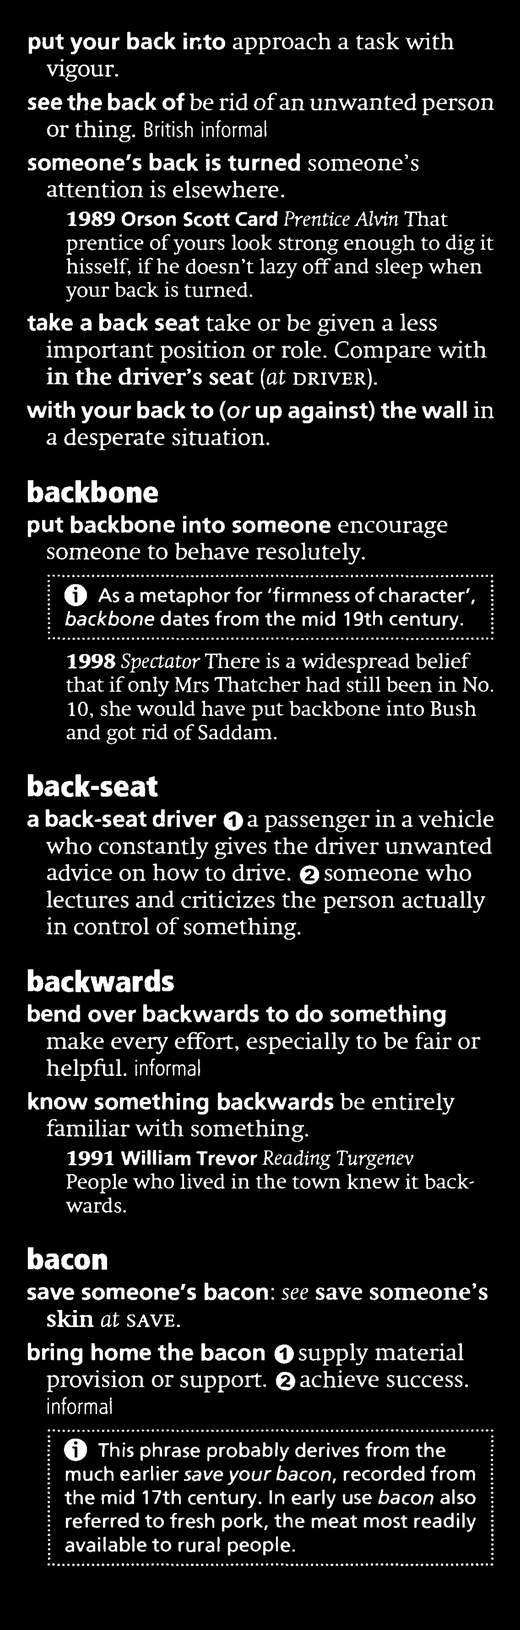 put your back into approach a task with
vigour.
see the back of be rid of an unwanted person
or thing. British informal
someone's back is turned someone's
attention is elsewhere.
1989 Orson Scott Card Prentice Alvin That
prentice of yours look strong enough to dig it
hisself, if he doesn't lazy off and sleep when
your back is turned.
take a back seat take or be given a less
important position or role. Compare with
in the driver's seat (at DRIVER).
with your back to (or up against) the wall in
a desperate situation.
backbone
put backbone into someone encourage
someone to behave resolutely.
ⓘ As a metaphor for 'firmness of character',
backbone dates from the mid 19th century.
1998 Spectator There is a widespread belief
that if only Mrs Thatcher had still been in No.
10, she would have put backbone into Bush
and got rid of Saddam.
back-seat
a back-seat driver ❶ a passenger in a vehicle
who constantly gives the driver unwanted
advice on how to drive. ❷ someone who
lectures and criticizes the person actually
in control of something.
backwards
bend over backwards to do something
make every effort, especially to be fair or
helpful. informal
know something backwards be entirely
familiar with something.
1991 William Trevor Reading Turgenev
People who lived in the town knew it back-
wards.
bacon
save someone's bacon: see save someone's
skin at SAVE.
bring home the bacon ❶ supply material
provision or support. ❷ achieve success.
informal
ⓘ This phrase probably derives from the
much earlier save your bacon, recorded from
the mid 17th century. In early use bacon also
referred to fresh pork, the meat most readily
available to rural people.